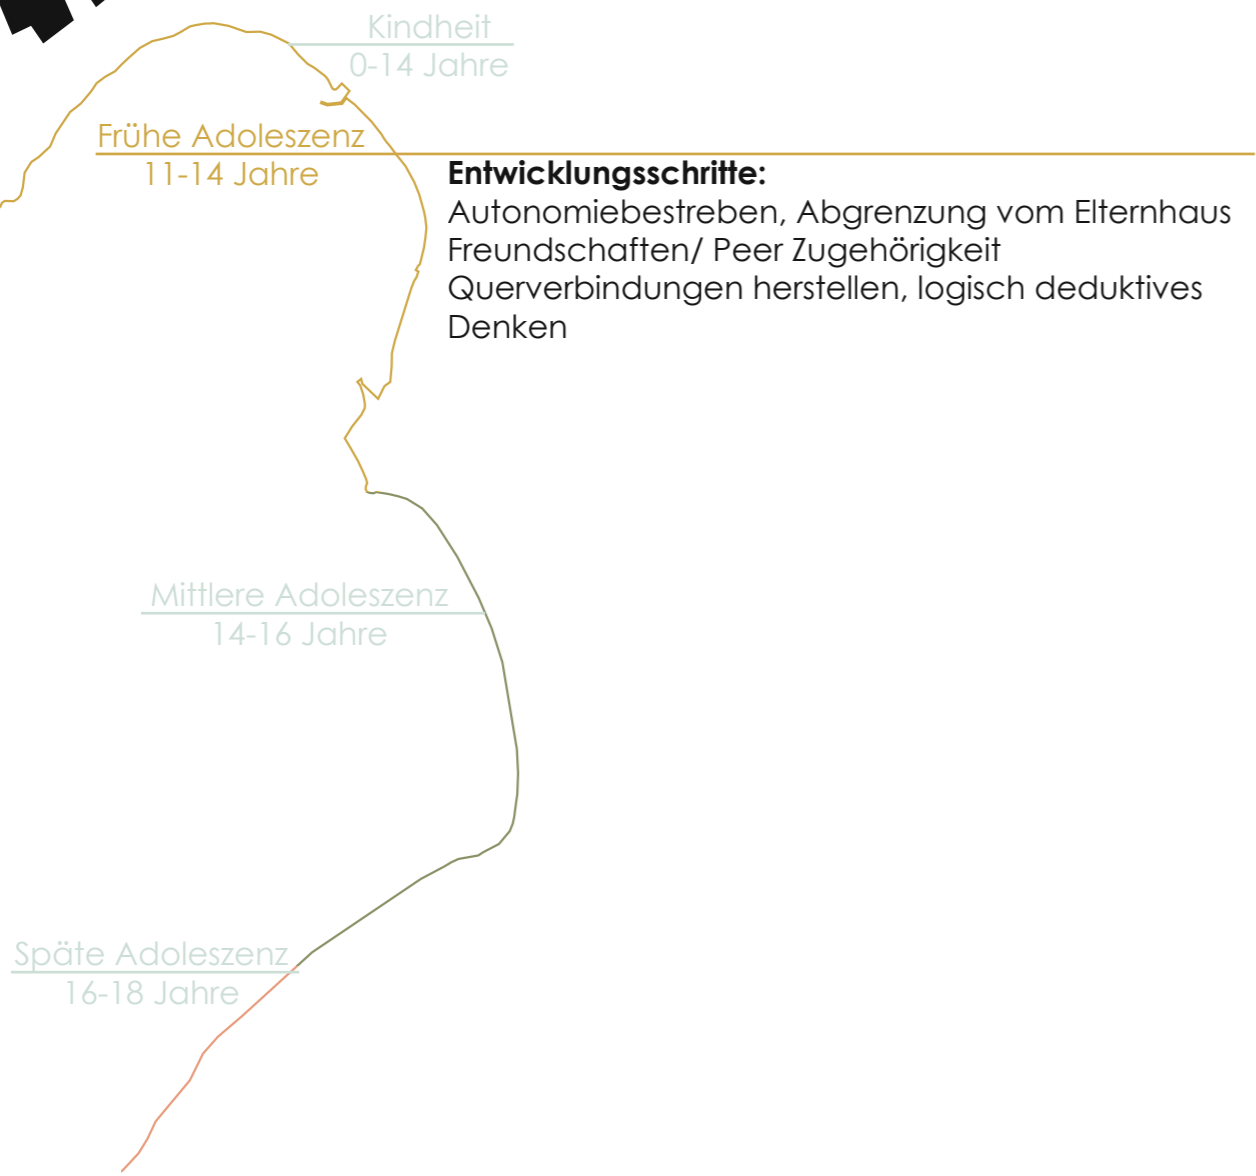 Kindheit
0-14 Jahre
Frühe Adoleszenz
11-14 Jahre
Entwicklungsschritte:
Autonomiebestreben, Abgrenzung vom Elternhaus
Freundschaften/ Peer Zugehörigkeit
Querverbindungen herstellen, logisch deduktives
Denken
Mittlere Adoleszenz
14-16 Jahre
Späte Adoleszenz
16-18 Jahre